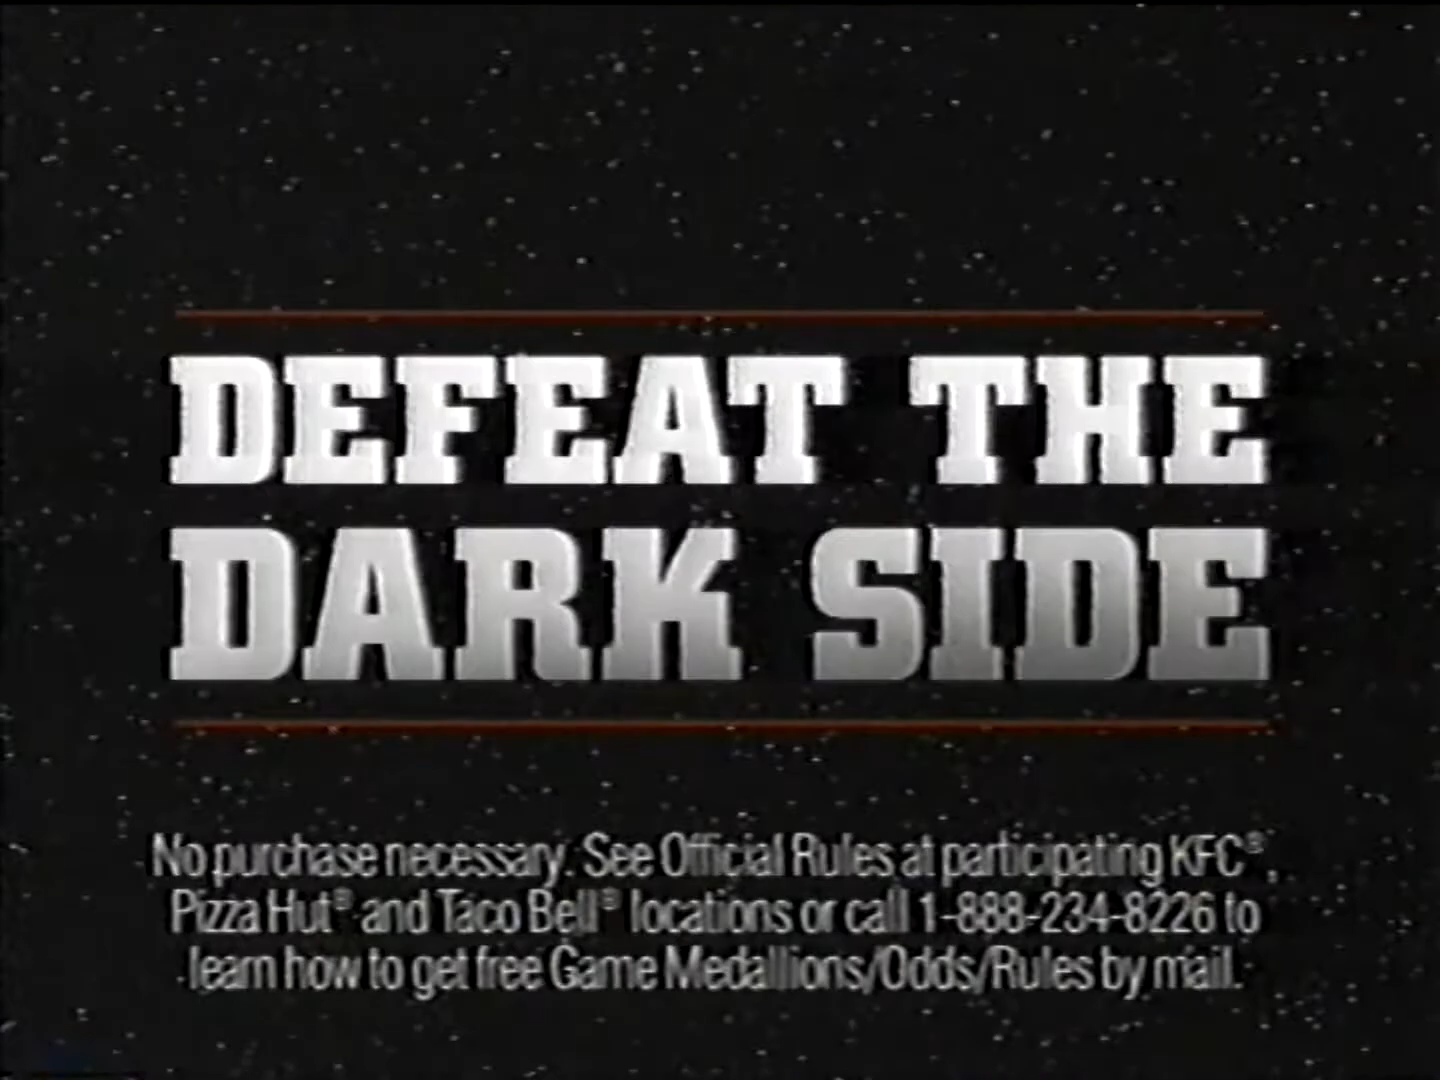 DEFEAT THE
DARK SIDE
No purchase necessary. See Official Rules at participating KFC®,
Pizza Hut® and Taco Bell® locations or call 1-888-234-8226 to
learn how to get free Game Medallions/Odds/Rules by mail.